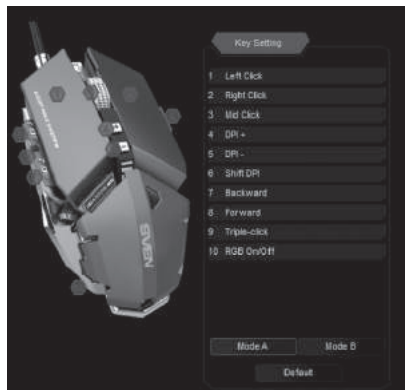 Key Setting
1 Left Click
2 Right Click
3 Mid Click
4 DPI +
5 DPI -
6 Shift DPI
7 Backward
8 Forward
9 Triple-click
10 RGB On/Off
SVEN
Mode A Mode B
Default